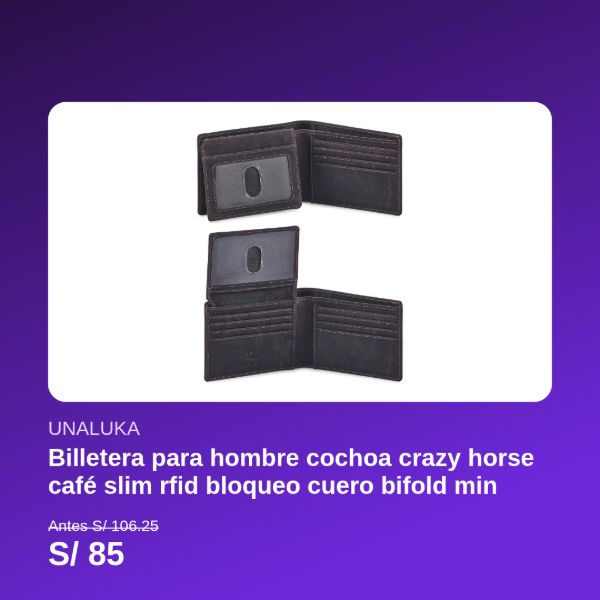 UNALUKA
Billetera para hombre cochoa crazy horse
café slim rfid bloqueo cuero bifold min
Antes S/ 106.25
S/ 85